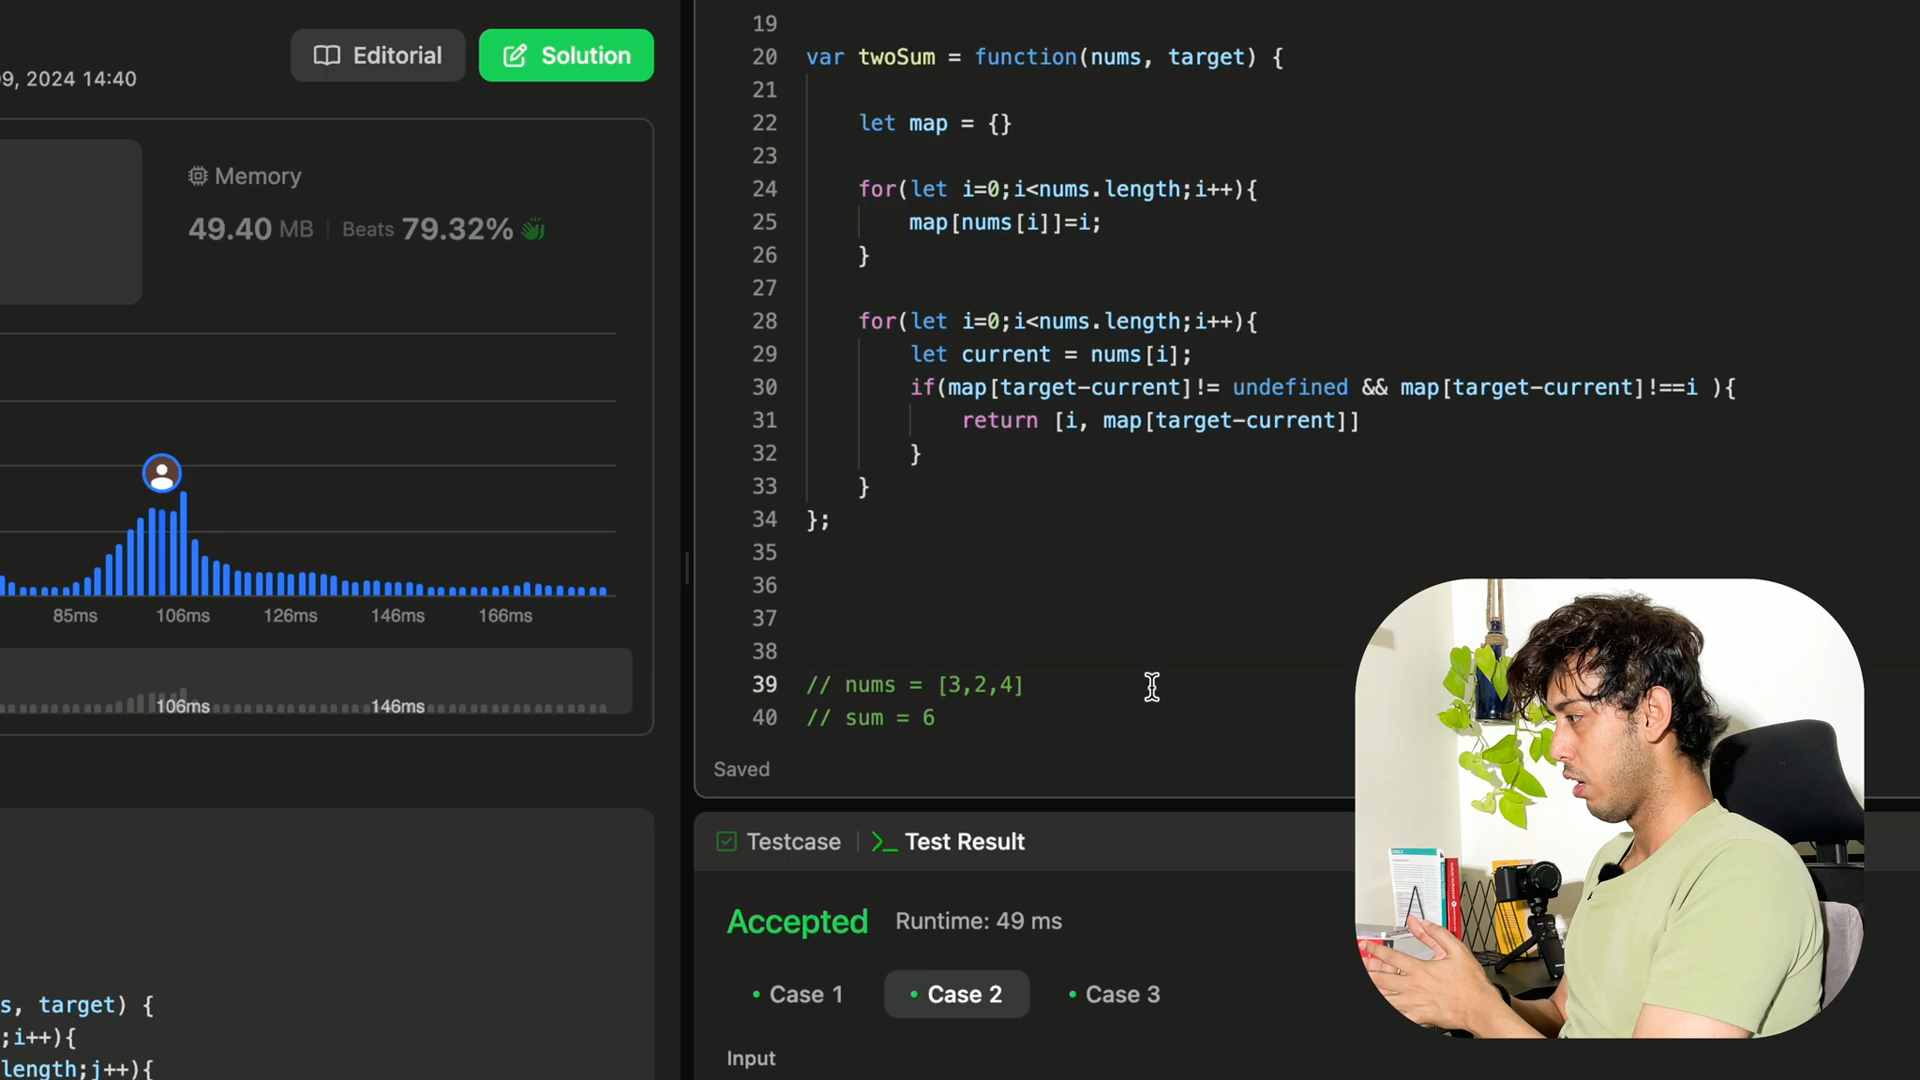 Editorial
Solution
09, 2024 14:40
Memory
49.40 MB | Beats 79.32%
85ms 106ms 126ms 146ms 166ms
106ms 146ms
s, target) {
;i++){
length;j++){
19
20 var twoSum = function(nums, target) {
21
22 let map = {}
23
24 for(let i=0;i<nums.length;i++){
25 map[nums[i]]=i;
26 }
27
28 for(let i=0;i<nums.length;i++){
29 let current = nums[i];
30 if(map[target-current]!= undefined && map[target-current]!==i ){
31 return [i, map[target-current]]
32 }
33 }
34 };
35
36
37
38
39 // nums = [3,2,4]
40 // sum = 6
Saved
Testcase | >_ Test Result
Accepted Runtime: 49 ms
• Case 1 • Case 2 • Case 3
Input